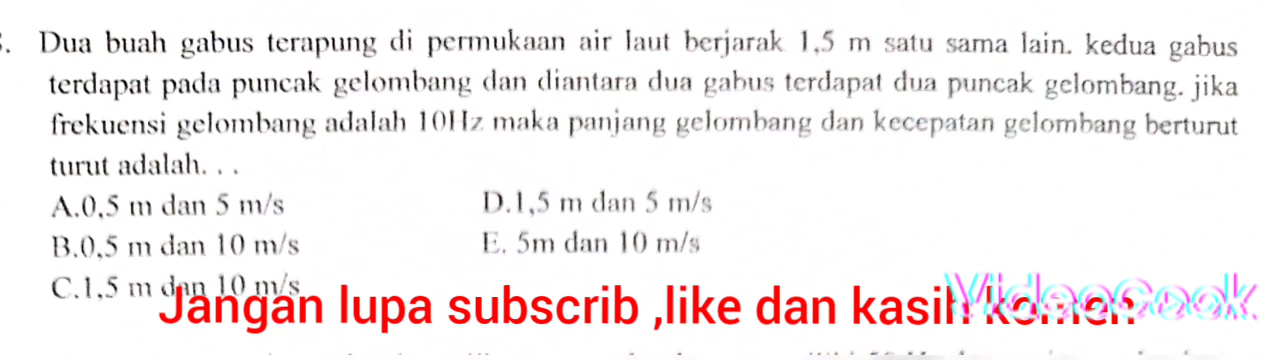 . Dua buah gabus terapung di permukaan air laut berjarak 1,5 m satu sama lain. kedua gabus
terdapat pada puncak gelombang dan diantara dua gabus terdapat dua puncak gelombang. jika
frekuensi gelombang adalah 10Hz maka panjang gelombang dan kecepatan gelombang berturut
turut adalah. . .
A.0,5 m dan 5 m/s
D.1,5 m dan 5 m/s
B.0,5 m dan 10 m/s
E. 5m dan 10 m/s
C.1,5 m dan 10 m/s
Jangan lupa subscrib ,like dan kasih komen
VideoCook